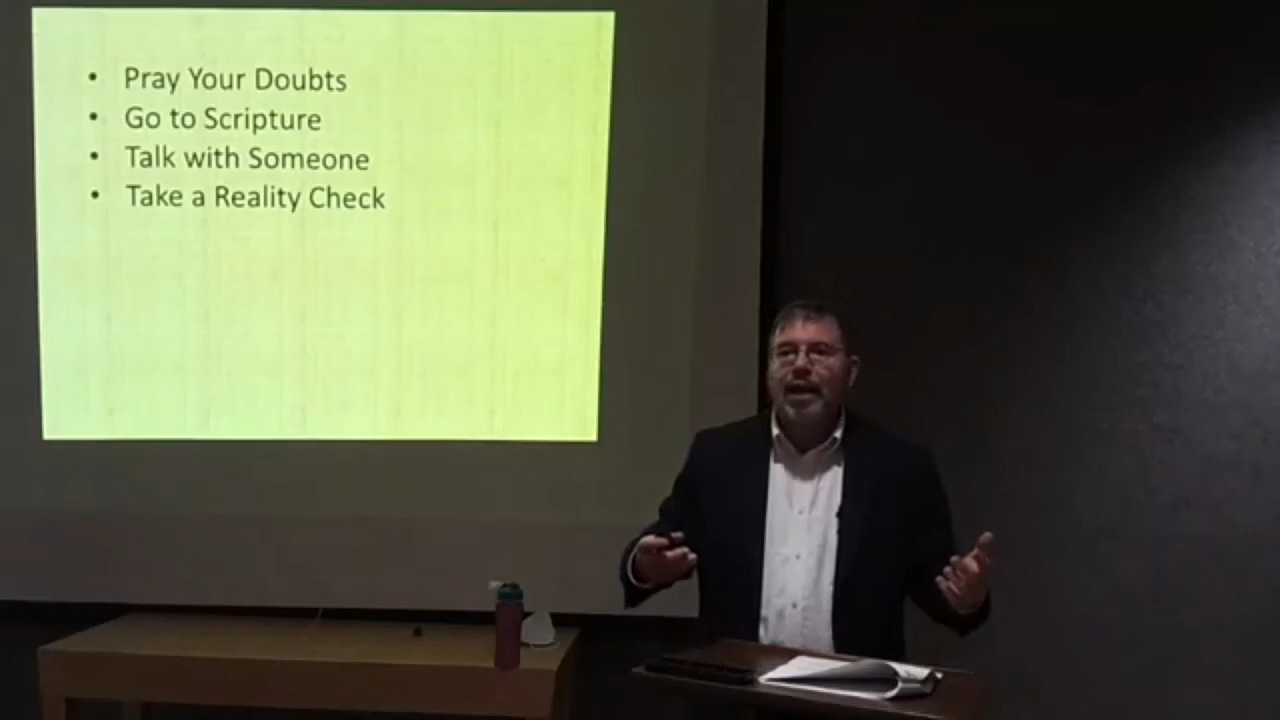 • Pray Your Doubts
• Go to Scripture
• Talk with Someone
• Take a Reality Check